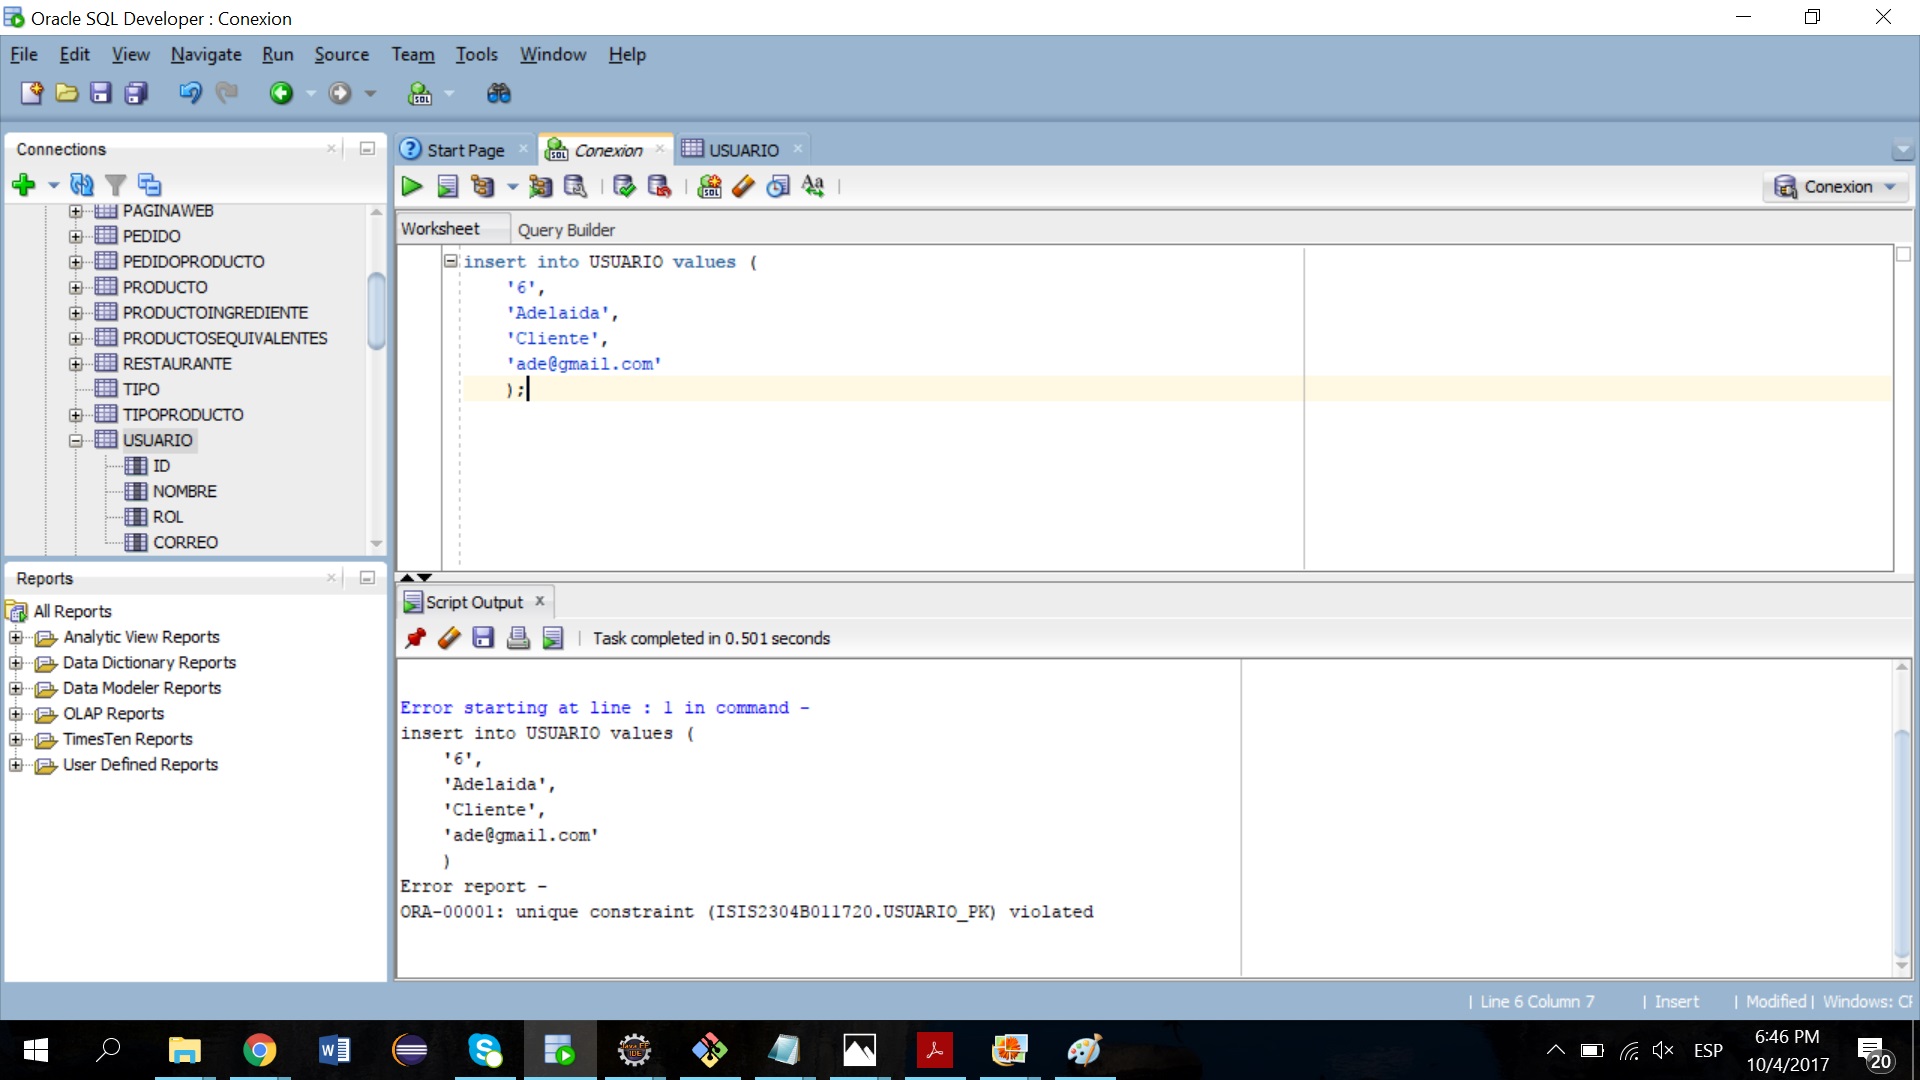 Oracle SQL Developer : Conexion
File Edit View Navigate Run Source Team Tools Window Help
Connections
PAGINAWEB
PEDIDO
PEDIDOPRODUCTO
PRODUCTO
PRODUCTOINGREDIENTE
PRODUCTOSEQUIVALENTES
RESTAURANTE
TIPO
TIPOPRODUCTO
USUARIO
ID
NOMBRE
ROL
CORREO
Reports
All Reports
Analytic View Reports
Data Dictionary Reports
Data Modeler Reports
OLAP Reports
TimesTen Reports
User Defined Reports
Start Page Conexion USUARIO
Conexion
Worksheet Query Builder
insert into USUARIO values (
'6',
'Adelaida',
'Cliente',
'ade@gmail.com'
);
Script Output
Task completed in 0.501 seconds
Error starting at line : 1 in command -
insert into USUARIO values (
'6',
'Adelaida',
'Cliente',
'ade@gmail.com'
)
Error report -
ORA-00001: unique constraint (ISIS2304B011720.USUARIO_PK) violated
| Line 6 Column 7 | Insert | Modified | Windows: CF
ESP
6:46 PM
10/4/2017
20